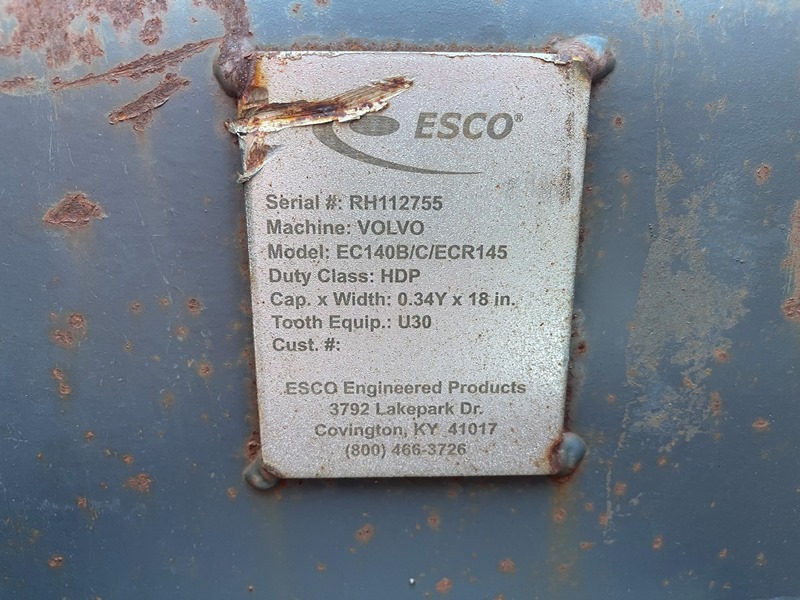 ESCO®
Serial #: RH112755
Machine: VOLVO
Model: EC140B/C/ECR145
Duty Class: HDP
Cap. x Width: 0.34Y x 18 in.
Tooth Equip.: U30
Cust. #:
ESCO Engineered Products
3792 Lakepark Dr.
Covington, KY 41017
(800) 466-3726